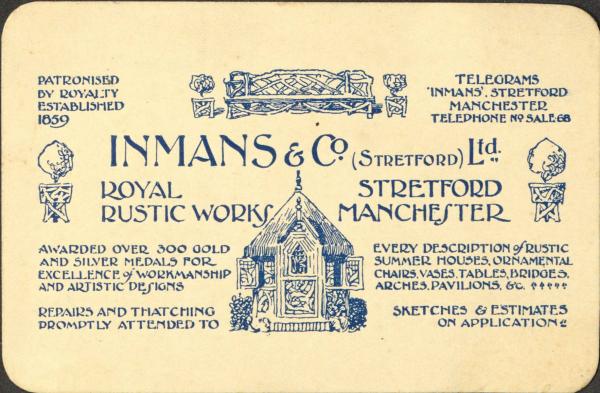 PATRONISED
BY ROYALTY
ESTABLISHED
1859
TELEGRAMS
'INMANS', STRETFORD
MANCHESTER
TELEPHONE Nº SALE 68
INMANS & Cº (STRETFORD) Ltd.
ROYAL
RUSTIC WORKS
STRETFORD
MANCHESTER
AWARDED OVER 300 GOLD
AND SILVER MEDALS FOR
EXCELLENCE of WORKMANSHIP
AND ARTISTIC DESIGNS
REPAIRS AND THATCHING
PROMPTLY ATTENDED TO
EVERY DESCRIPTION of RUSTIC
SUMMER HOUSES, ORNAMENTAL
CHAIRS, VASES, TABLES, BRIDGES,
ARCHES, PAVILIONS, &c.
SKETCHES & ESTIMATES
ON APPLICATION